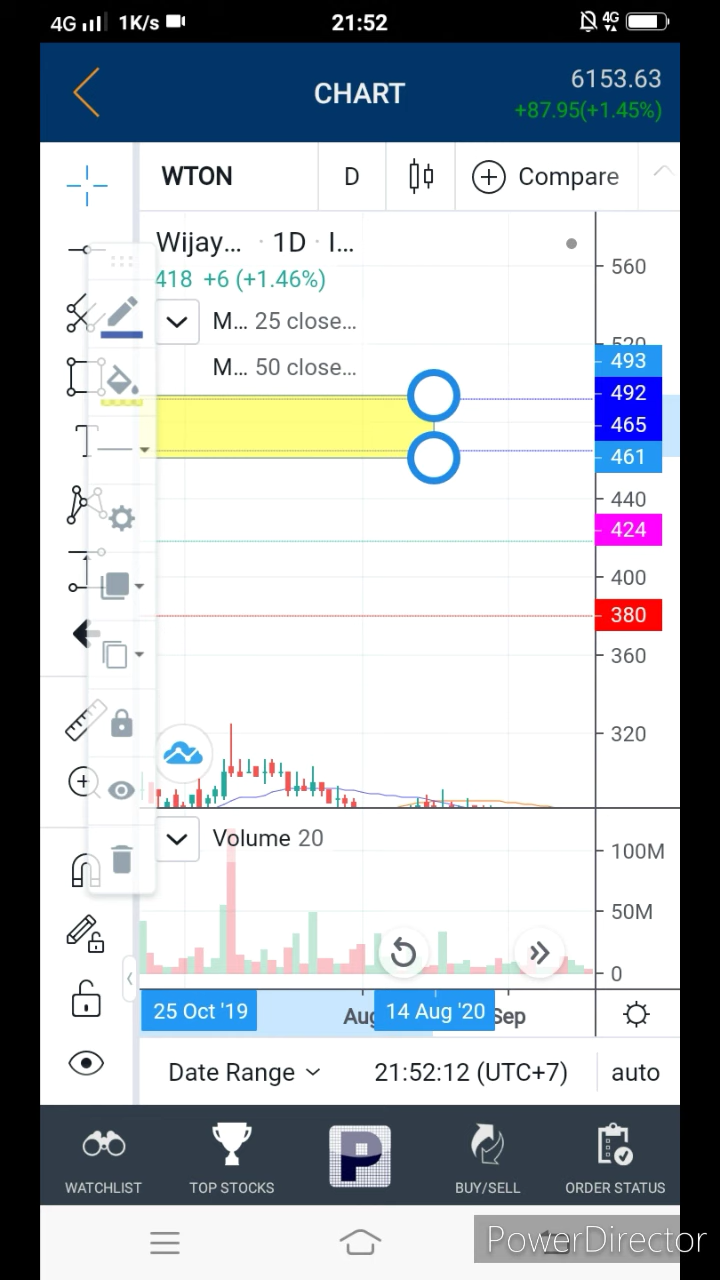 4G 1K/s 21:52 4G
CHART 6153.63
+87.95(+1.45%)
WTON D Compare
Wijay... · 1D · I...
418 +6 (+1.46%)
M... 25 close...
M... 50 close...
560
520
493
492
465
461
440
424
400
380
360
320
Volume 20
100M
50M
0
25 Oct '19 Aug 14 Aug '20 Sep
Date Range 21:52:12 (UTC+7) auto
P
WATCHLIST TOP STOCKS BUY/SELL ORDER STATUS
PowerDirector